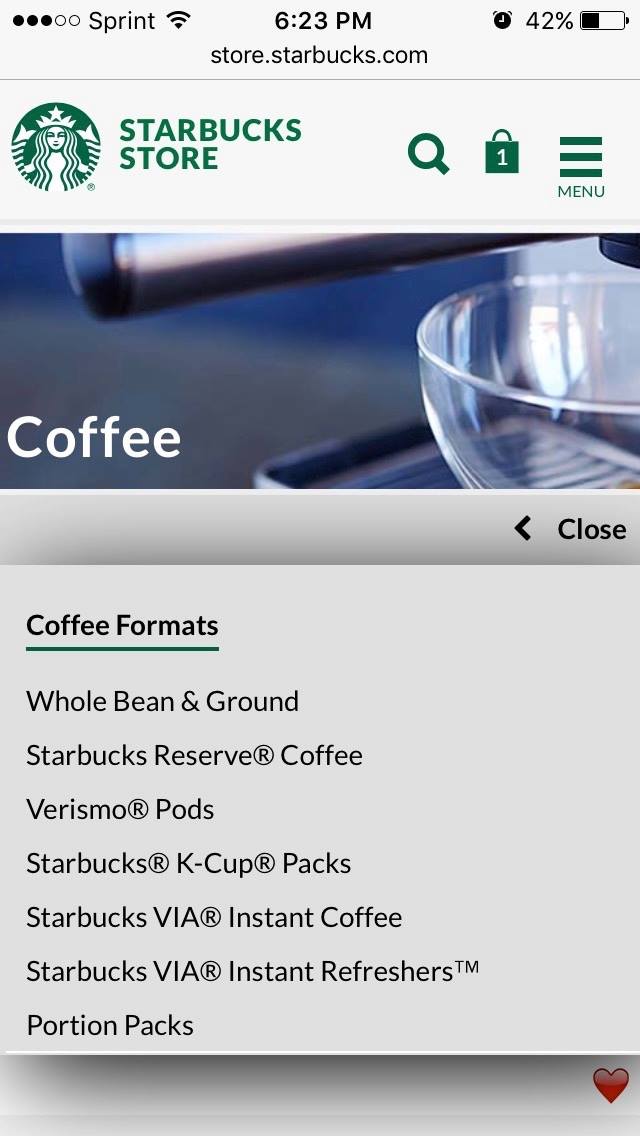 Sprint 6:23 PM 42%
store.starbucks.com
STARBUCKS
STORE
®
1
MENU
Coffee
Close
Coffee Formats
Whole Bean & Ground
Starbucks Reserve® Coffee
Verismo® Pods
Starbucks® K-Cup® Packs
Starbucks VIA® Instant Coffee
Starbucks VIA® Instant Refreshers™
Portion Packs